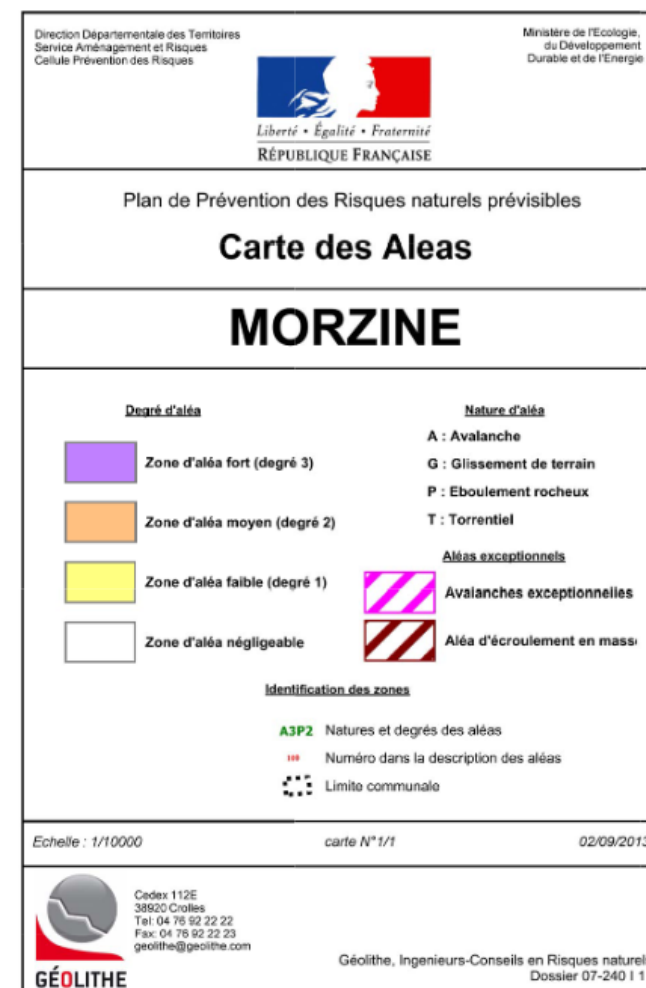 Direction Départementale des Territoires
Service Aménagement et Risques
Cellule Prévention des Risques
Ministère de l'Ecologie,
du Développement
Durable et de l'Energie
Liberté • Égalité • Fraternité
RÉPUBLIQUE FRANÇAISE
Plan de Prévention des Risques naturels prévisibles
Carte des Aleas
MORZINE
Degré d'aléa
Zone d'aléa fort (degré 3)
Zone d'aléa moyen (degré 2)
Zone d'aléa faible (degré 1)
Zone d'aléa négligeable
Nature d'aléa
A : Avalanche
G : Glissement de terrain
P : Eboulement rocheux
T : Torrentiel
Aléas exceptionnels
Avalanches exceptionnelles
Aléa d'écroulement en mass
Identification des zones
A3P2 Natures et degrés des aléas
Numéro dans la description des aléas
Limite communale
Echelle : 1/10000
carte N°1/1
02/09/2013
Cedex 112E
38920 Crolles
Tel: 04 76 92 22 22
Fax: 04 76 92 22 23
geolithe@geolithe.com
GÉOLITHE
Géolithe, Ingenieurs-Conseils en Risques naturel
Dossier 07-240 I 1